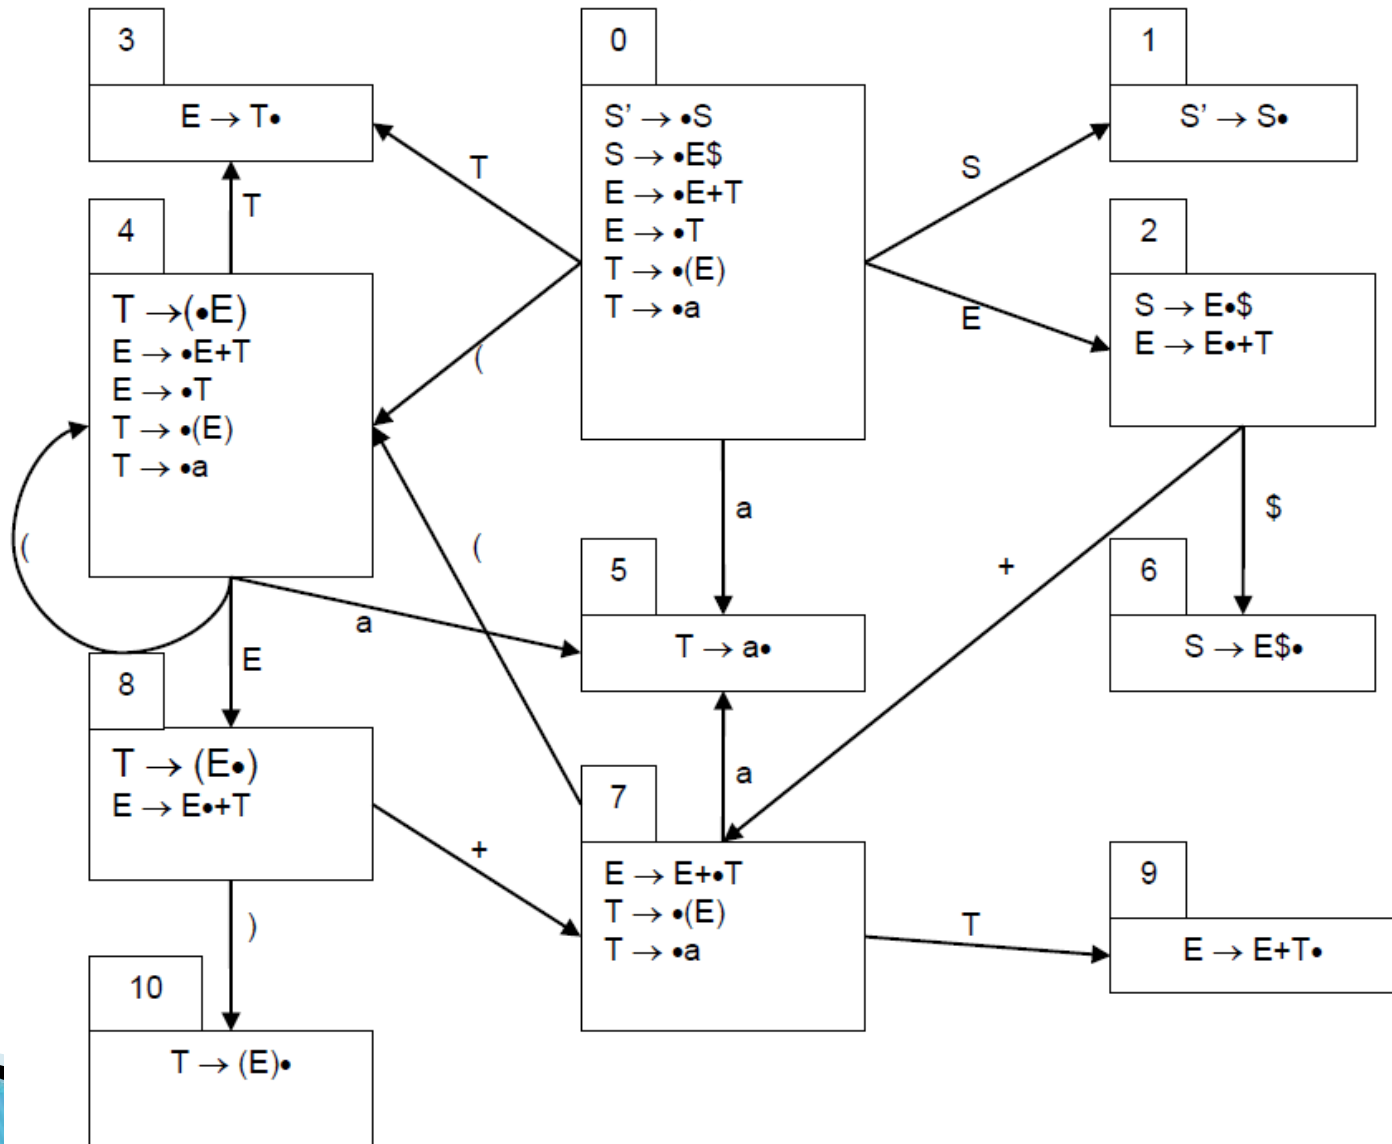 3
E → T•
T
4
T →(•E)
E → •E+T
E → •T
T → •(E)
T → •a
(
a
E
8
T → (E•)
E → E•+T
)
10
T → (E)•
0
S’ → •S
S → •E$
E → •E+T
E → •T
T → •(E)
T → •a
T
(
a
(
5
T → a•
a
+
7
E → E+•T
T → •(E)
T → •a
T
S
E
1
S’ → S•
2
S → E•$
E → E•+T
$
+
6
S → E$•
9
E → E+T•